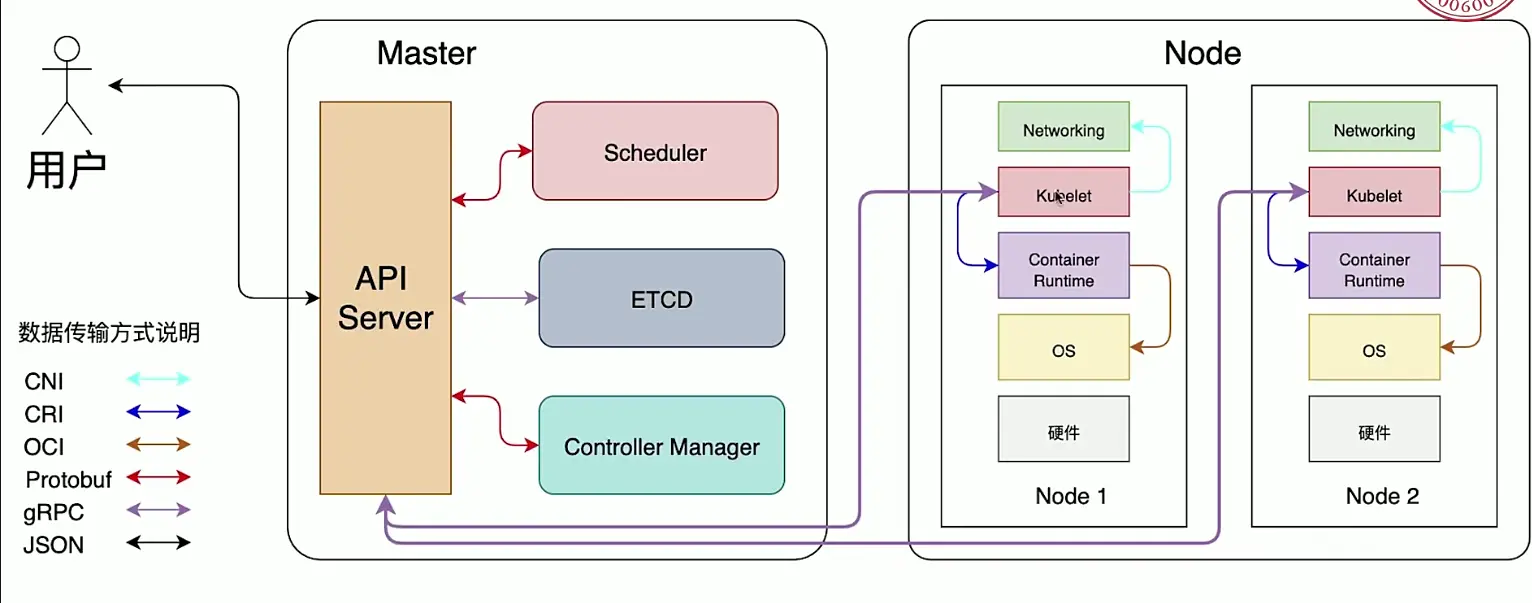 用户
数据传输方式说明
CNI
CRI
OCI
Protobuf
gRPC
JSON
Master
API
Server
Scheduler
ETCD
Controller Manager
Node
Networking
Kubelet
Container
Runtime
OS
硬件
Node 1
Networking
Kubelet
Container
Runtime
OS
硬件
Node 2